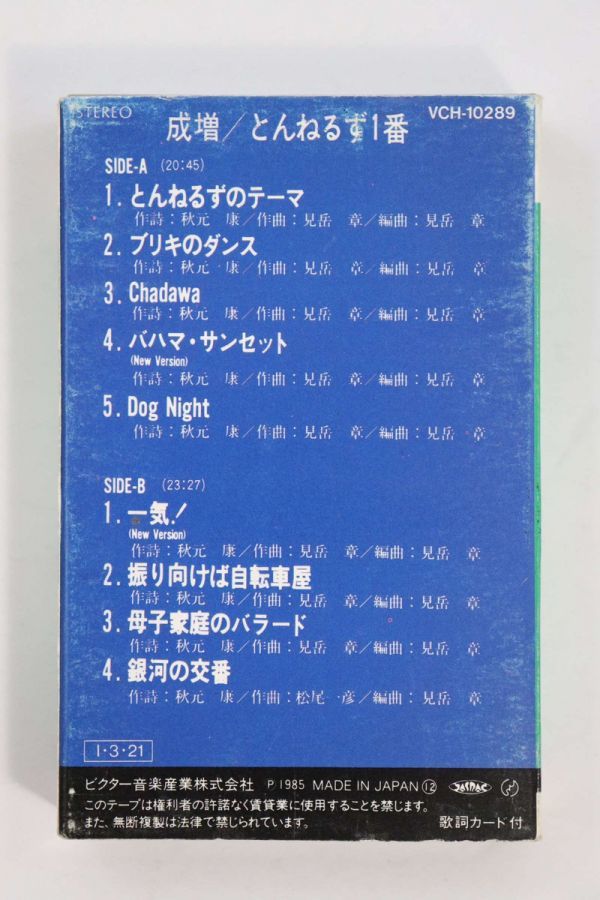 STEREO
VCH-10289
成増/とんねるず1番
SIDE-A (20:45)
1. とんねるずのテーマ
作詩：秋元 康／作曲：見岳 章／編曲：見岳 章
2. ブリキのダンス
作詩：秋元 康／作曲：見岳 章／編曲：見岳 章
3. Chadawa
作詩：秋元 康／作曲：見岳 章／編曲：見岳 章
4. バハマ・サンセット
(New Version)
作詩：秋元 康／作曲：見岳 章／編曲：見岳 章
5. Dog Night
作詩：秋元 康／作曲：見岳 章／編曲：見岳 章
SIDE-B (23:27)
1. 一気！
(New Version)
作詩：秋元 康／作曲：見岳 章／編曲：見岳 章
2. 振り向けば自転車屋
作詩：秋元 康／作曲：見岳 章／編曲：見岳 章
3. 母子家庭のバラード
作詩：秋元 康／作曲：見岳 章／編曲：見岳 章
4. 銀河の交番
作詩：秋元 康／作曲：松尾一彦／編曲：見岳 章
1・3・21
ビクター音楽産業株式会社 P1985 MADE IN JAPAN ⑫ JASRAC
このテープは権利者の許諾なく賃貸業に使用することを禁じます。
また、無断複製は法律で禁じられています。
歌詞カード付